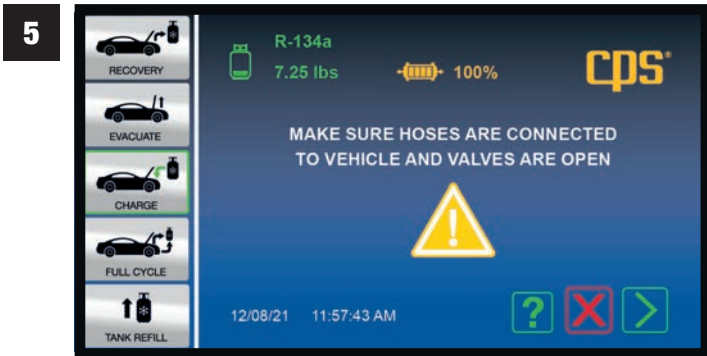 5
RECOVERY
EVACUATE
CHARGE
FULL CYCLE
TANK REFILL
R-134a
7.25 lbs
100%
CPS®
MAKE SURE HOSES ARE CONNECTED
TO VEHICLE AND VALVES ARE OPEN
!
12/08/21 11:57:43 AM
? X >